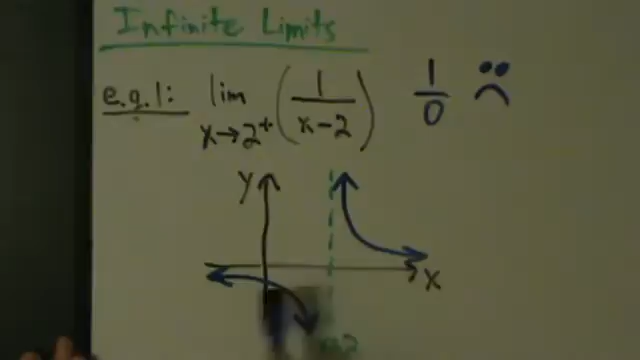 Infinite Limits
e.g.1: lim x→2⁺ (1/(x-2)) 1/0
y
x